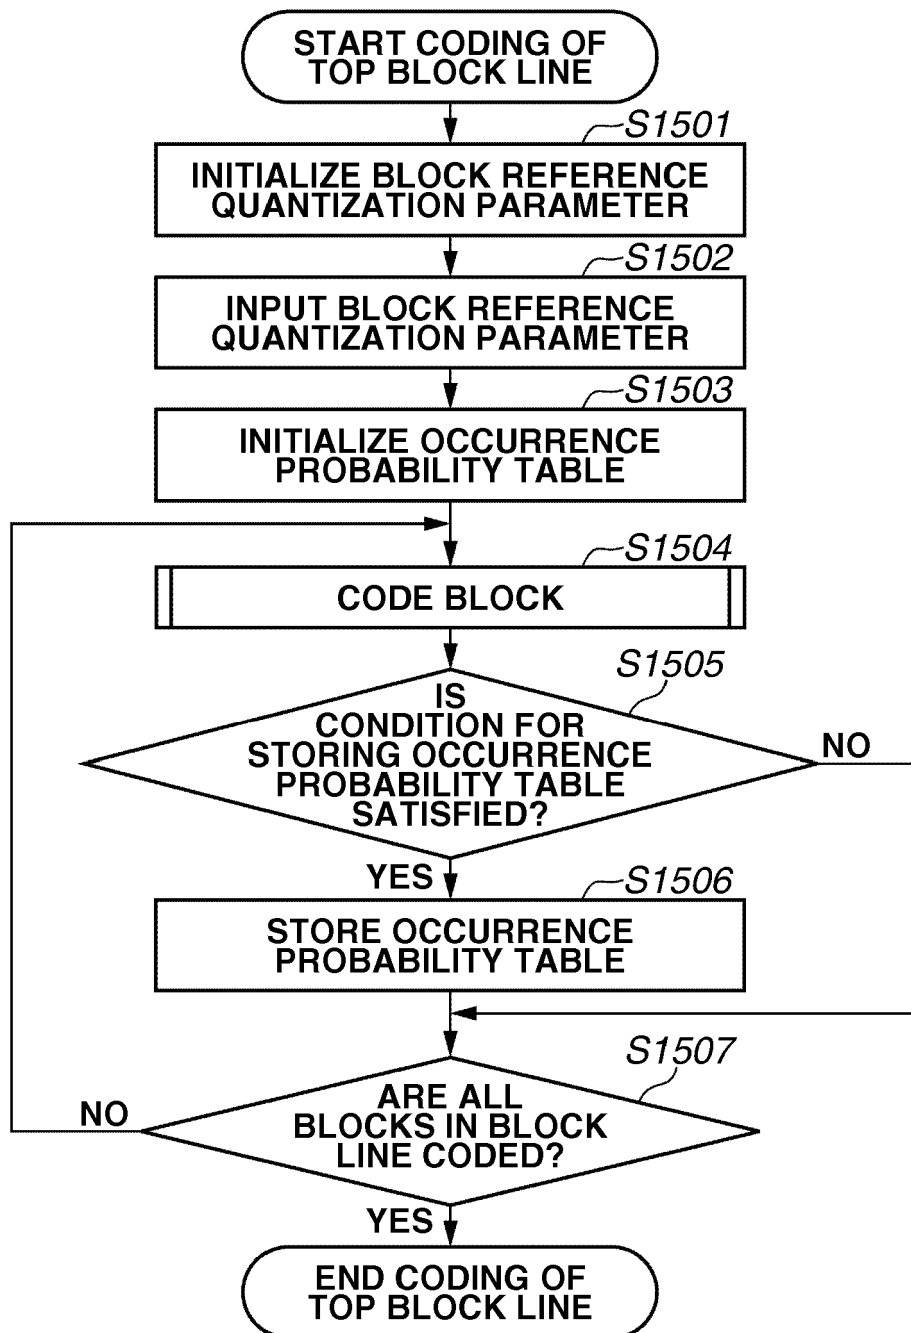 START CODING OF
TOP BLOCK LINE
S1501
INITIALIZE BLOCK REFERENCE
QUANTIZATION PARAMETER
S1502
INPUT BLOCK REFERENCE
QUANTIZATION PARAMETER
S1503
INITIALIZE OCCURRENCE
PROBABILITY TABLE
S1504
CODE BLOCK
S1505
IS
CONDITION FOR
STORING OCCURRENCE
PROBABILITY TABLE
SATISFIED?
NO
YES
S1506
STORE OCCURRENCE
PROBABILITY TABLE
S1507
ARE ALL
BLOCKS IN BLOCK
LINE CODED?
NO
YES
END CODING OF
TOP BLOCK LINE